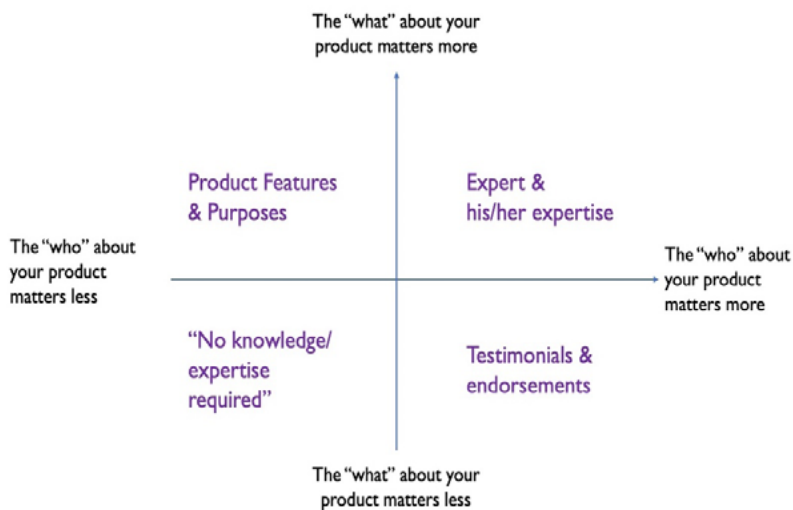 The “what” about your
product matters more
Product Features
& Purposes
Expert &
his/her expertise
The “who” about
your product
matters less
The “who” about
your product
matters more
“No knowledge/
expertise
required”
Testimonials &
endorsements
The “what” about your
product matters less